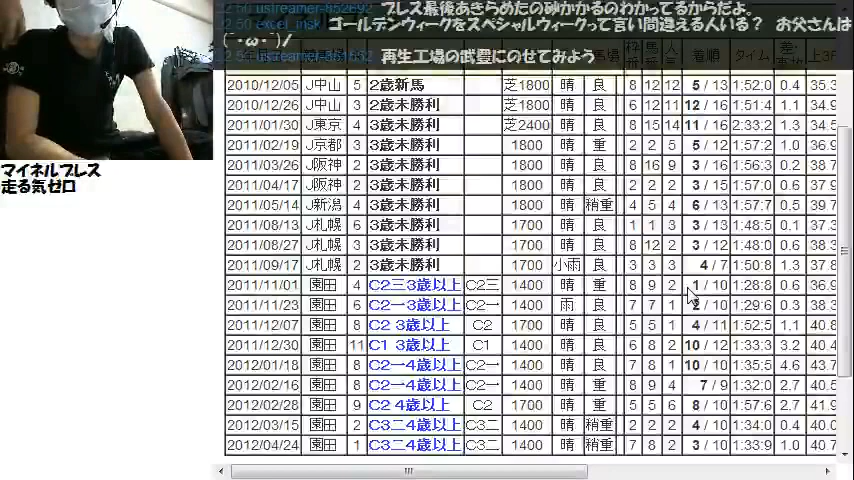 12:50 ustreamer-852692 プレス最後あきらめたの砂かかるのわかってるからだよ。
12:50 excel_insk ゴールデンウィークをスペシャルウィークって言い間違える人いる？ お父さんは
(｀・ω・´)/
再生工場の武豊にのせてみよう
マイネルプレス
走る気ゼロ
着順 タイム 上3F
2010/12/05 J中山 5 2歳新馬 芝1800 晴 良 8 12 12 5 / 13 1:52:0 0.4 35.3
2010/12/26 J中山 3 2歳未勝利 芝1800 晴 良 6 12 11 12 / 16 1:51:4 1.1 34.9
2011/01/30 J東京 4 3歳未勝利 芝2400 晴 良 8 15 14 11 / 16 2:33:2 1.3 34.5
2011/02/19 J京都 3 3歳未勝利 1800 晴 重 2 2 5 5 / 12 1:57:2 1.0 36.9
2011/03/26 J阪神 2 3歳未勝利 1800 晴 良 8 16 9 3 / 16 1:56:3 0.2 38.7
2011/04/17 J阪神 2 3歳未勝利 1800 晴 良 2 2 2 3 / 15 1:57:0 0.6 37.9
2011/05/14 J新潟 4 3歳未勝利 1800 晴 稍重 4 5 4 6 / 13 1:57:7 0.5 39.7
2011/08/13 J札幌 6 3歳未勝利 1700 晴 良 1 1 3 3 / 13 1:48:5 0.1 37.3
2011/08/27 J札幌 3 3歳未勝利 1700 晴 良 8 12 2 3 / 12 1:48:0 0.6 38.3
2011/09/17 J札幌 2 3歳未勝利 1700 小雨 良 3 3 3 4 / 7 1:50:8 1.3 37.8
2011/11/01 園田 4 C2三3歳以上 C2三 1400 晴 重 8 9 2 1 / 10 1:28:8 0.6 36.9
2011/11/23 園田 6 C2一3歳以上 C2一 1400 雨 良 7 7 1 2 / 10 1:29:6 0.3 38.3
2011/12/07 園田 8 C2 3歳以上 C2 1700 晴 良 5 5 1 4 / 11 1:52:5 1.1 40.8
2011/12/30 園田 11 C1 3歳以上 C1 1400 晴 良 6 8 2 10 / 12 1:33:3 3.2 40.4
2012/01/18 園田 8 C2一4歳以上 C2一 1400 晴 良 7 8 1 10 / 10 1:35:5 4.6 43.7
2012/02/16 園田 8 C2一4歳以上 C2一 1400 晴 重 8 9 4 7 / 9 1:32:0 2.7 40.5
2012/02/28 園田 9 C2 4歳以上 C2 1700 晴 重 5 5 6 8 / 10 1:57:6 2.7 41.9
2012/03/15 園田 2 C3二4歳以上 C3二 1400 晴 稍重 2 2 2 4 / 10 1:34:0 0.4 40.0
2012/04/24 園田 1 C3二4歳以上 C3二 1400 晴 稍重 7 8 2 3 / 10 1:33:9 1.0 40.7